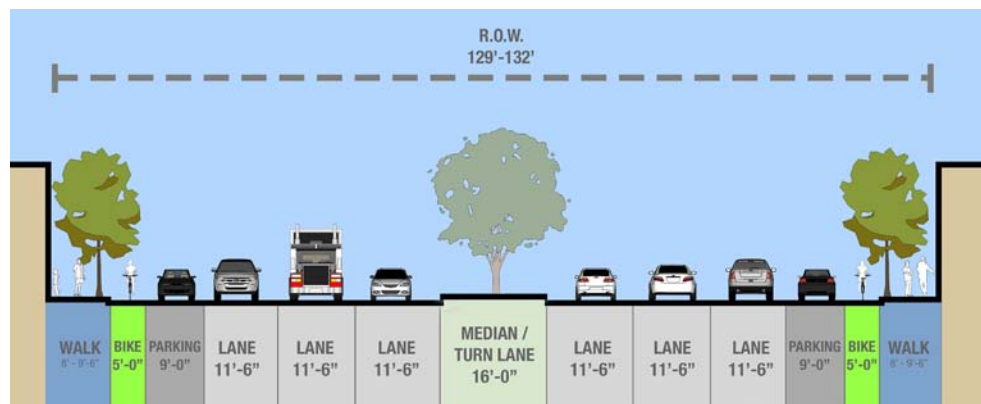 R.O.W.
129'-132'
WALK
8' - 9'-6"
BIKE
5'-0"
PARKING
9'-0"
LANE
11'-6"
LANE
11'-6"
LANE
11'-6"
MEDIAN /
TURN LANE
16'-0"
LANE
11'-6"
LANE
11'-6"
LANE
11'-6"
PARKING
9'-0"
BIKE
5'-0"
WALK
8' - 9'-6"